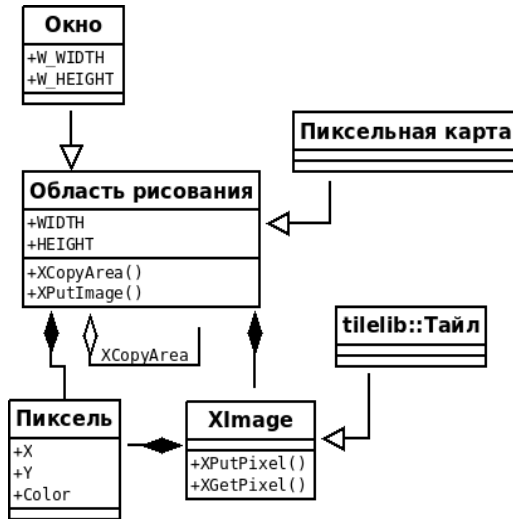 Окно
+W_WIDTH
+W_HEIGHT
Пиксельная карта
Область рисования
+WIDTH
+HEIGHT
+XCopyArea()
+XPutImage()
tilelib::Тайл
XCopyArea
Пиксель
+X
+Y
+Color
XImage
+XPutPixel()
+XGetPixel()